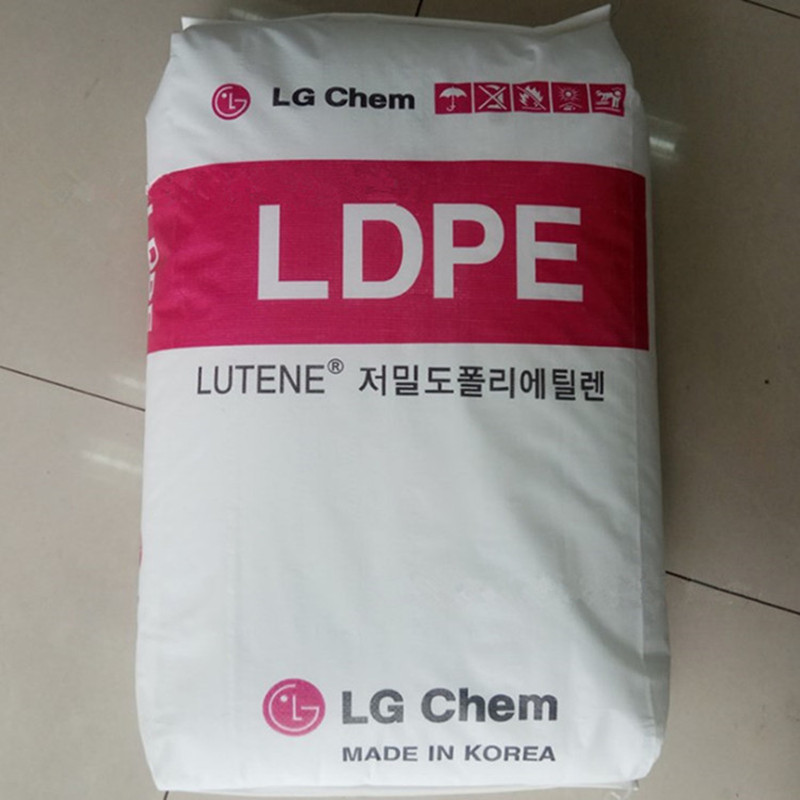 LG Chem
LDPE
LUTENE® 저밀도폴리에틸렌
LG Chem
MADE IN KOREA